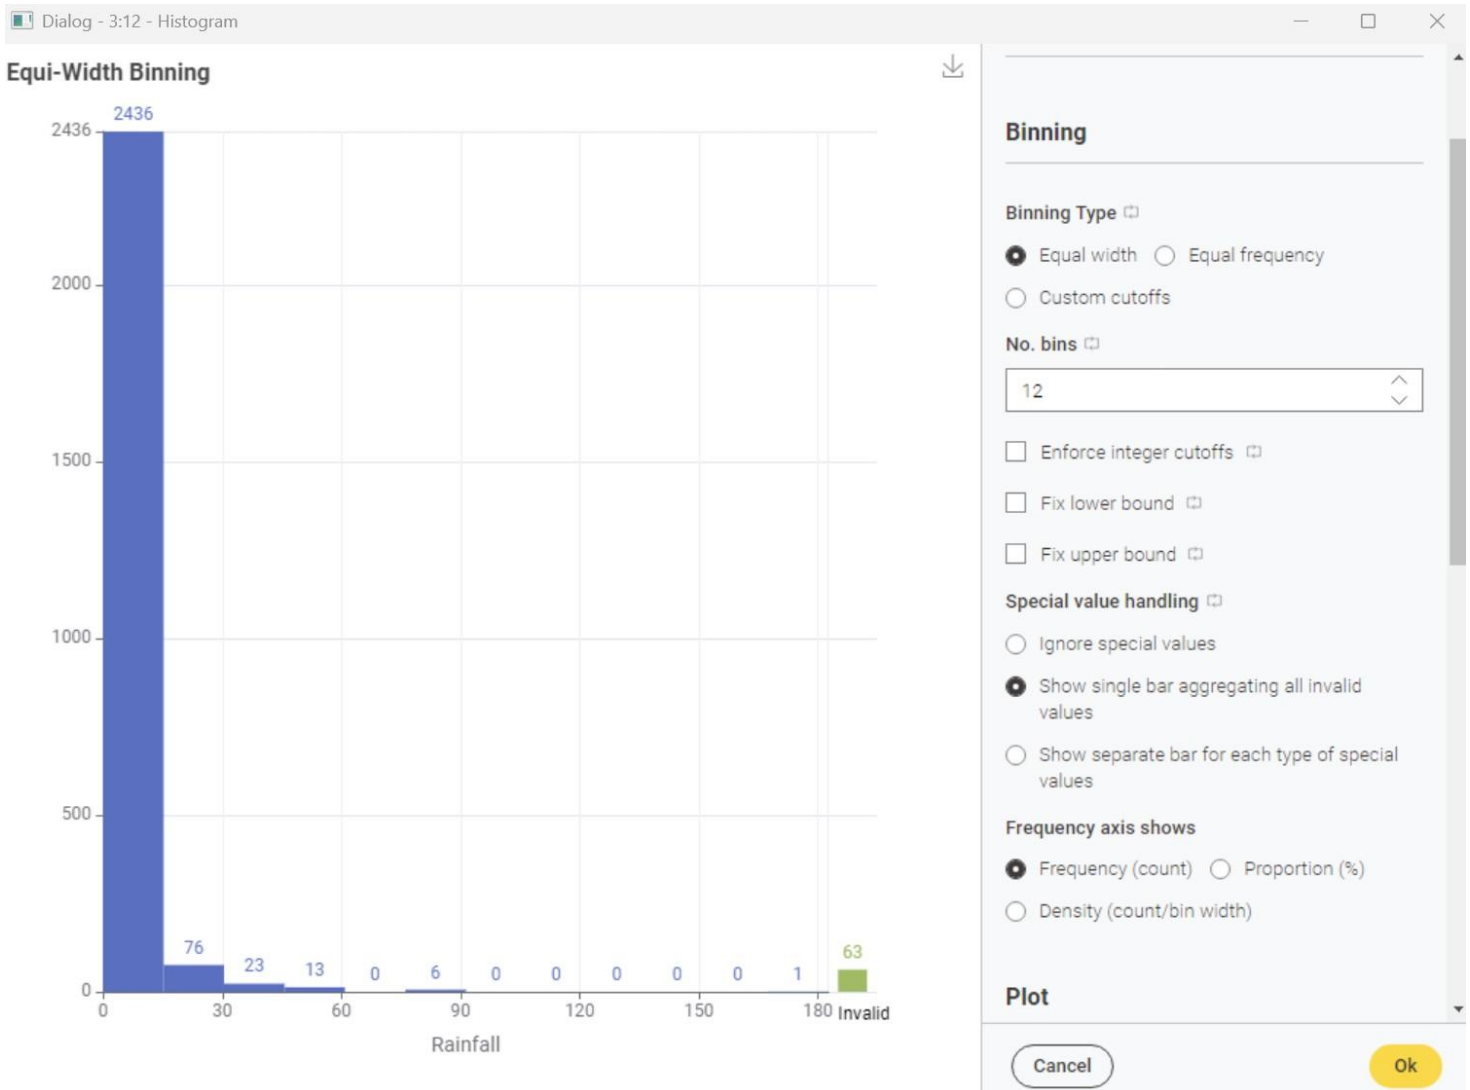 Dialog - 3:12 - Histogram
Equi-Width Binning
2436
2436
2000
1500
1000
500
0
76
23
13
0
6
0
0
0
0
0
1
63
0
30
60
90
120
150
180
Invalid
Rainfall
Binning
Binning Type
Equal width
Equal frequency
Custom cutoffs
No. bins
12
Enforce integer cutoffs
Fix lower bound
Fix upper bound
Special value handling
Ignore special values
Show single bar aggregating all invalid
values
Show separate bar for each type of special
values
Frequency axis shows
Frequency (count)
Proportion (%)
Density (count/bin width)
Plot
Cancel
Ok